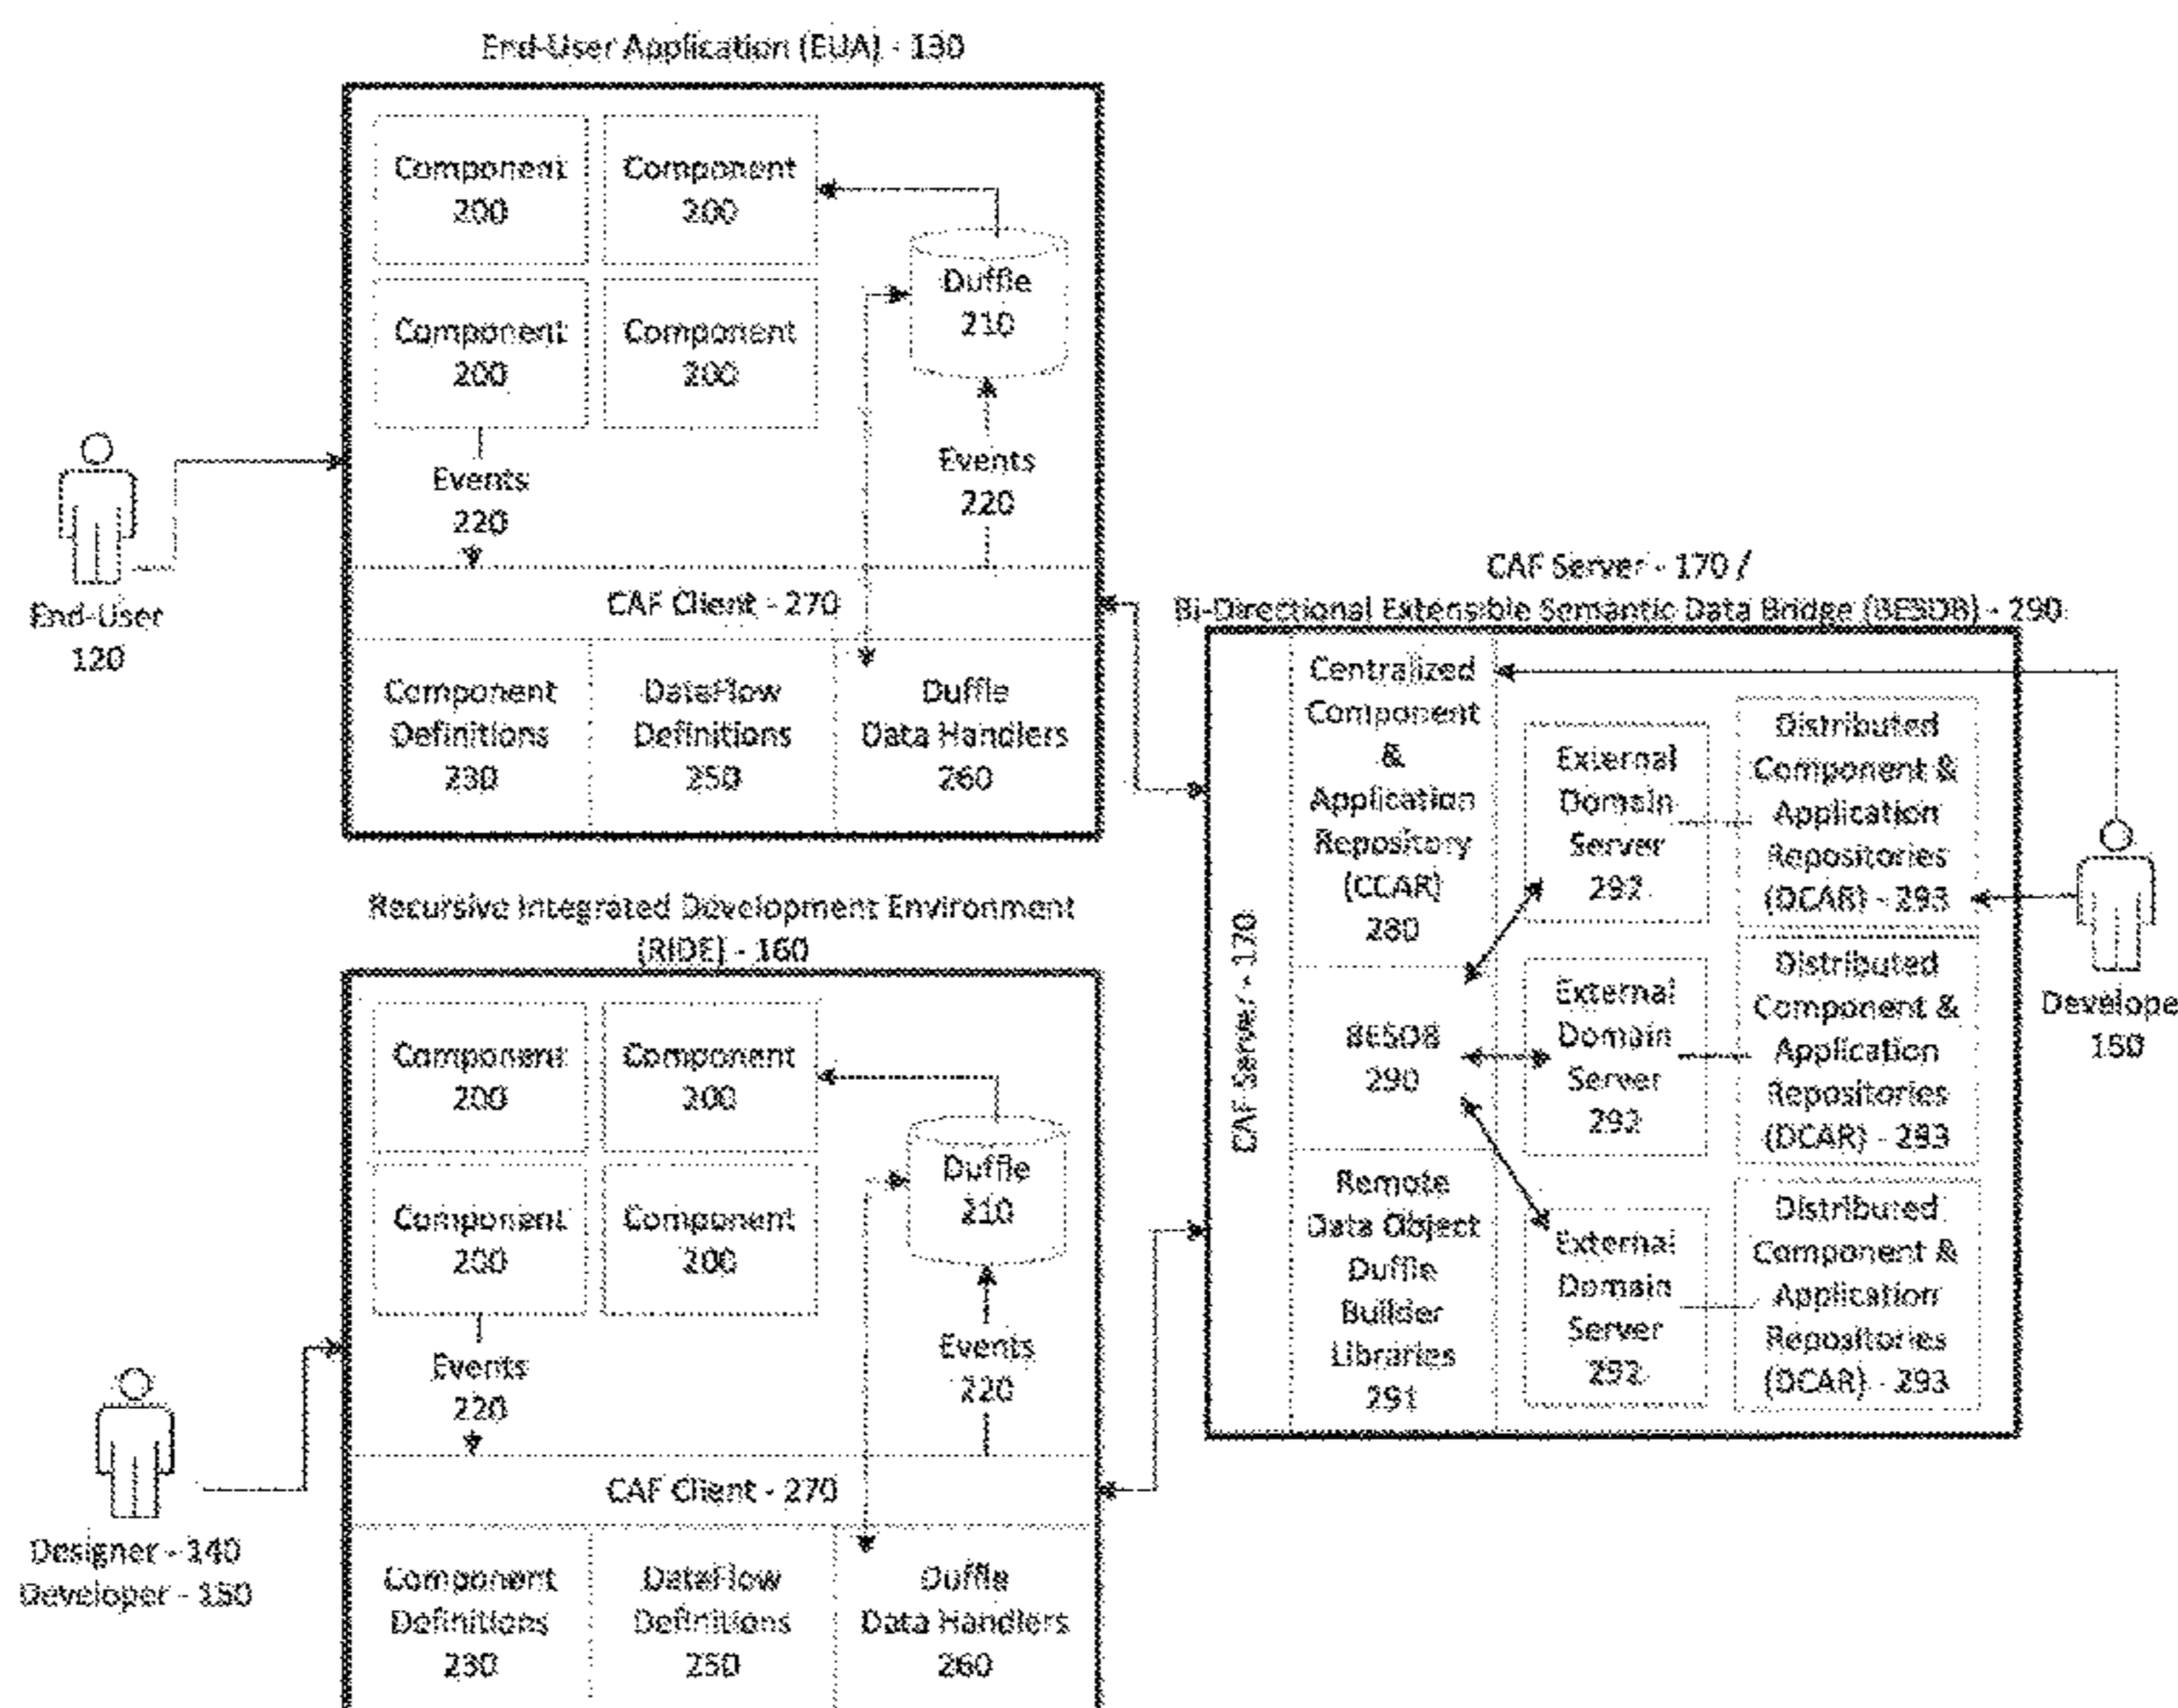 End-User Application (EUA) - 130
Component
200
Component
200
Component
200
Component
200
Duffle
210
Events
220
Events
220
CAF Client - 270
Component
Definitions
230
DataFlow
Definitions
250
Duffle
Data Handlers
260
End-User
120
Recursive Integrated Development Environment
(RIDE) - 160
Component
200
Component
200
Component
200
Component
200
Duffle
210
Events
220
Events
220
CAF Client - 270
Component
Definitions
230
DataFlow
Definitions
250
Duffle
Data Handlers
260
Designer - 140
Developer - 150
CAF Server - 170 /
Bi-Directional Extensible Semantic Data Bridge (BESDB) - 290
CAF Server - 170
Centralized
Component
&
Application
Repository
(CCAR)
280
BESDB
290
Remote
Data Object
Duffle
Builder
Libraries
291
External
Domain
Server
292
External
Domain
Server
292
External
Domain
Server
292
Distributed
Component &
Application
Repositories
(DCAR) - 293
Distributed
Component &
Application
Repositories
(DCAR) - 293
Distributed
Component &
Application
Repositories
(DCAR) - 293
Develope
150